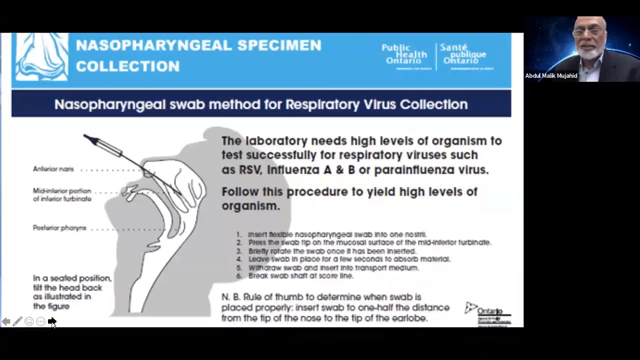 NASOPHARYNGEAL SPECIMEN
COLLECTION
Public Health Ontario
Santé publique Ontario
Abdul Malik Mujahid
Nasopharyngeal swab method for Respiratory Virus Collection
The laboratory needs high levels of organism to
test successfully for respiratory viruses such
as RSV, Influenza A & B or parainfluenza virus.
Follow this procedure to yield high levels of
organism.
Anterior naris
Mid-inferior portion
of inferior turbinate
Posterior pharynx
In a seated position,
tilt the head back
as illustrated in
the figure
1. Insert flexible nasopharyngeal swab into one nostril.
2. Press the swab tip on the mucosal surface of the mid-inferior turbinate.
3. Briefly rotate the swab once it has been inserted.
4. Leave swab in place for a few seconds to absorb material.
5. Withdraw swab and insert into transport medium.
6. Break swab shaft at score line.
N. B. Rule of thumb to determine when swab is
placed properly: insert swab to one-half the distance
from the tip of the nose to the tip of the earlobe.
Ontario